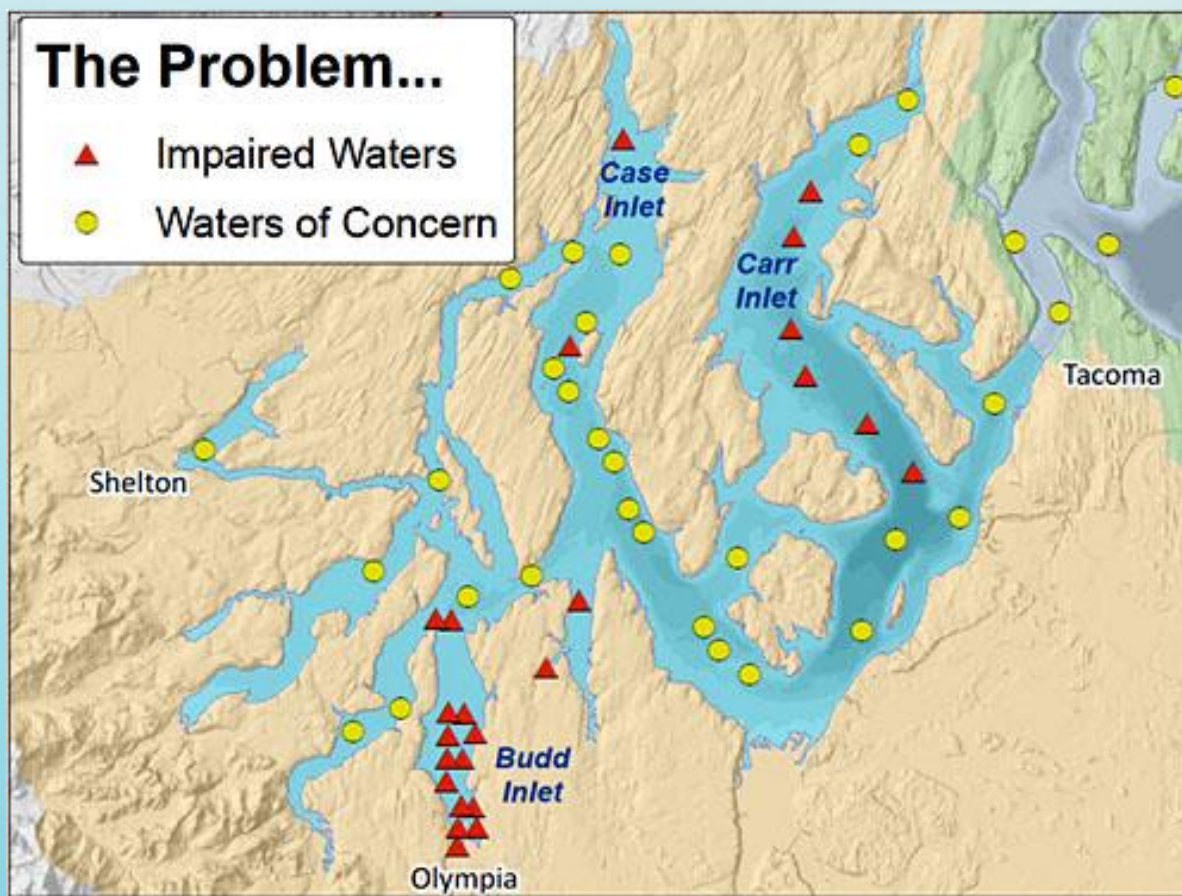 The Problem...
Impaired Waters
Waters of Concern
Case
Inlet
Carr
Inlet
Tacoma
Shelton
Budd
Inlet
Olympia